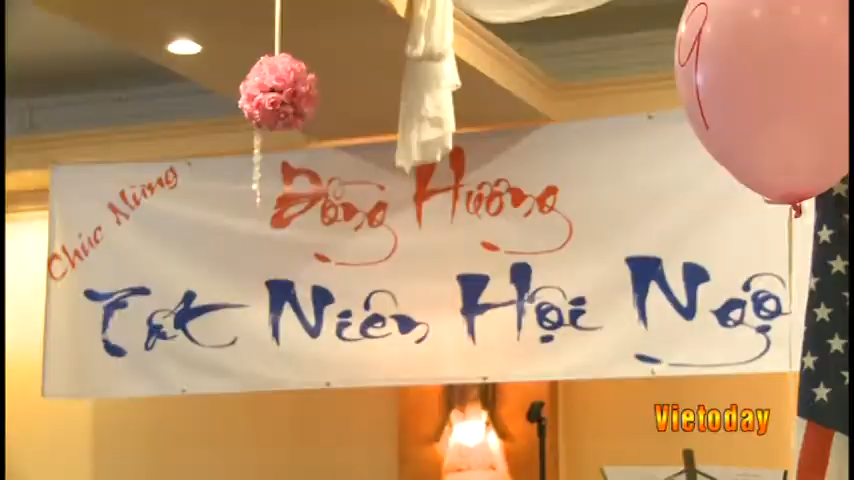 Chúc Mừng
Đồng Hương
Tất Niên Hội Ngộ
Vietoday